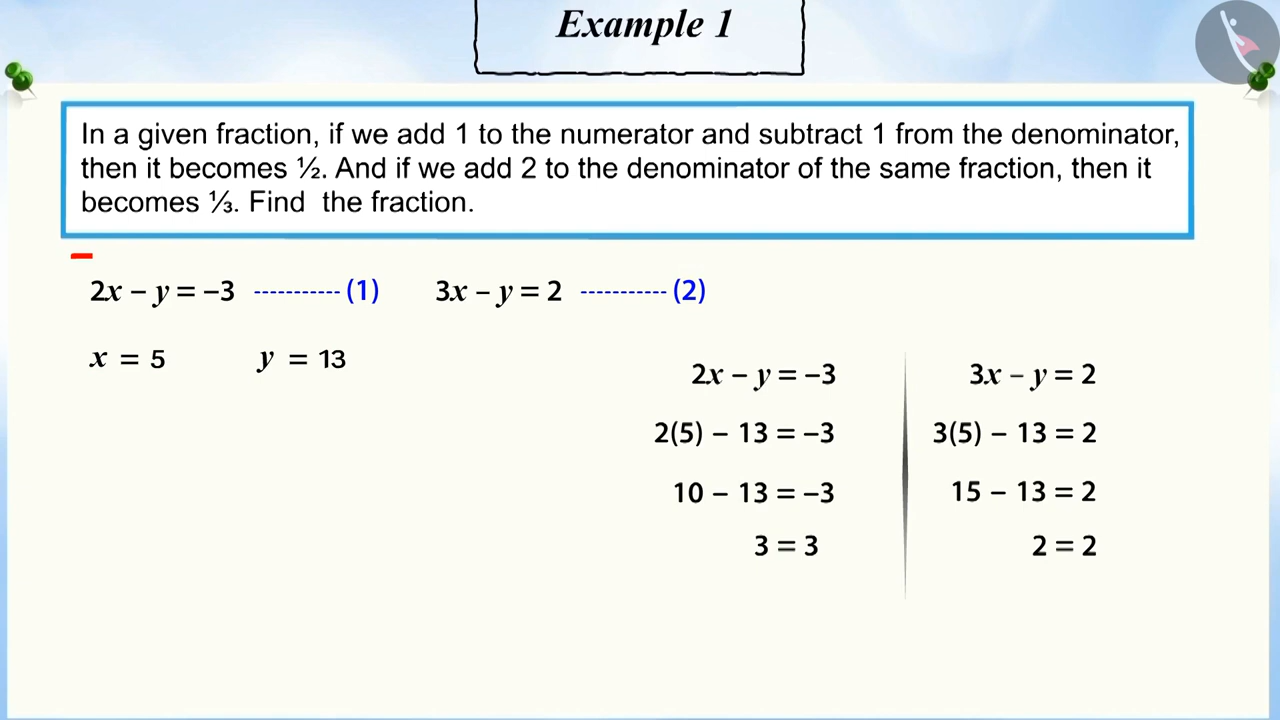 Example 1
In a given fraction, if we add 1 to the numerator and subtract 1 from the denominator,
then it becomes ½. And if we add 2 to the denominator of the same fraction, then it
becomes ⅓. Find the fraction.
2x – y = –3 ----------- (1) 3x – y = 2 ----------- (2)
x = 5 y = 13
2x – y = –3
2(5) – 13 = –3
10 – 13 = –3
3 = 3
3x – y = 2
3(5) – 13 = 2
15 – 13 = 2
2 = 2